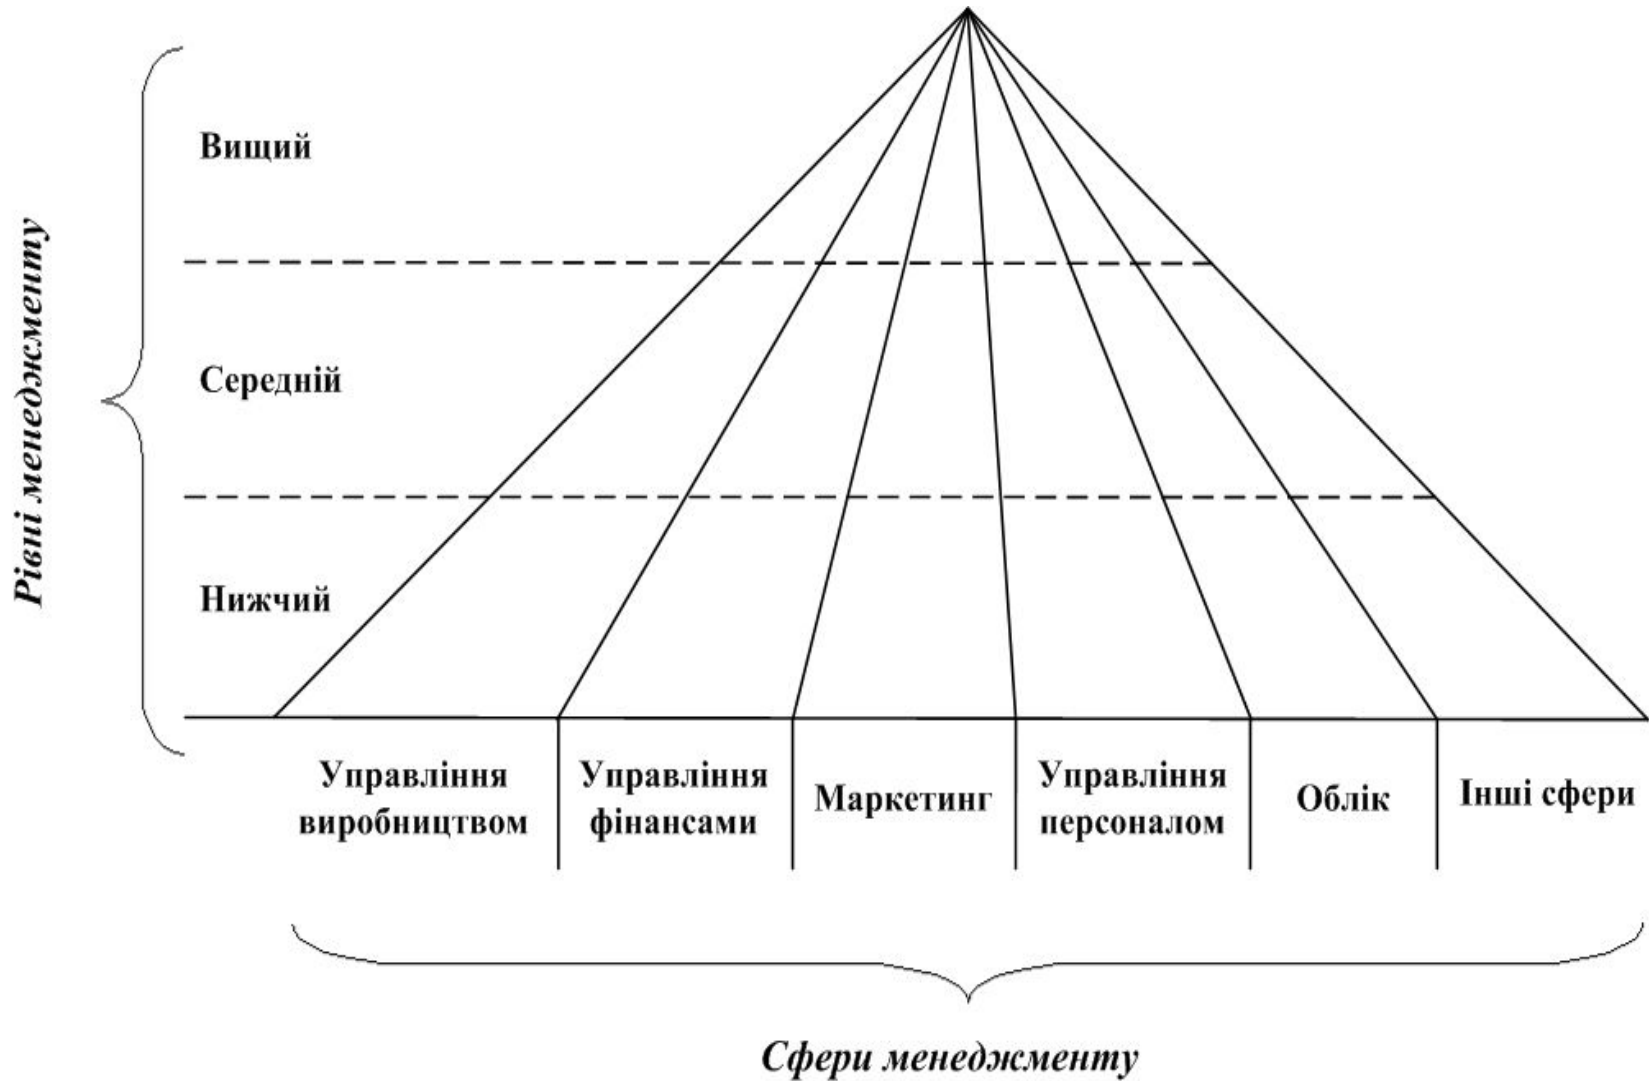 Рівні менеджменту
Вищий
Середній
Нижчий
Управління
виробництвом
Управління
фінансами
Маркетинг
Управління
персоналом
Облік
Інші сфери
Сфери менеджменту